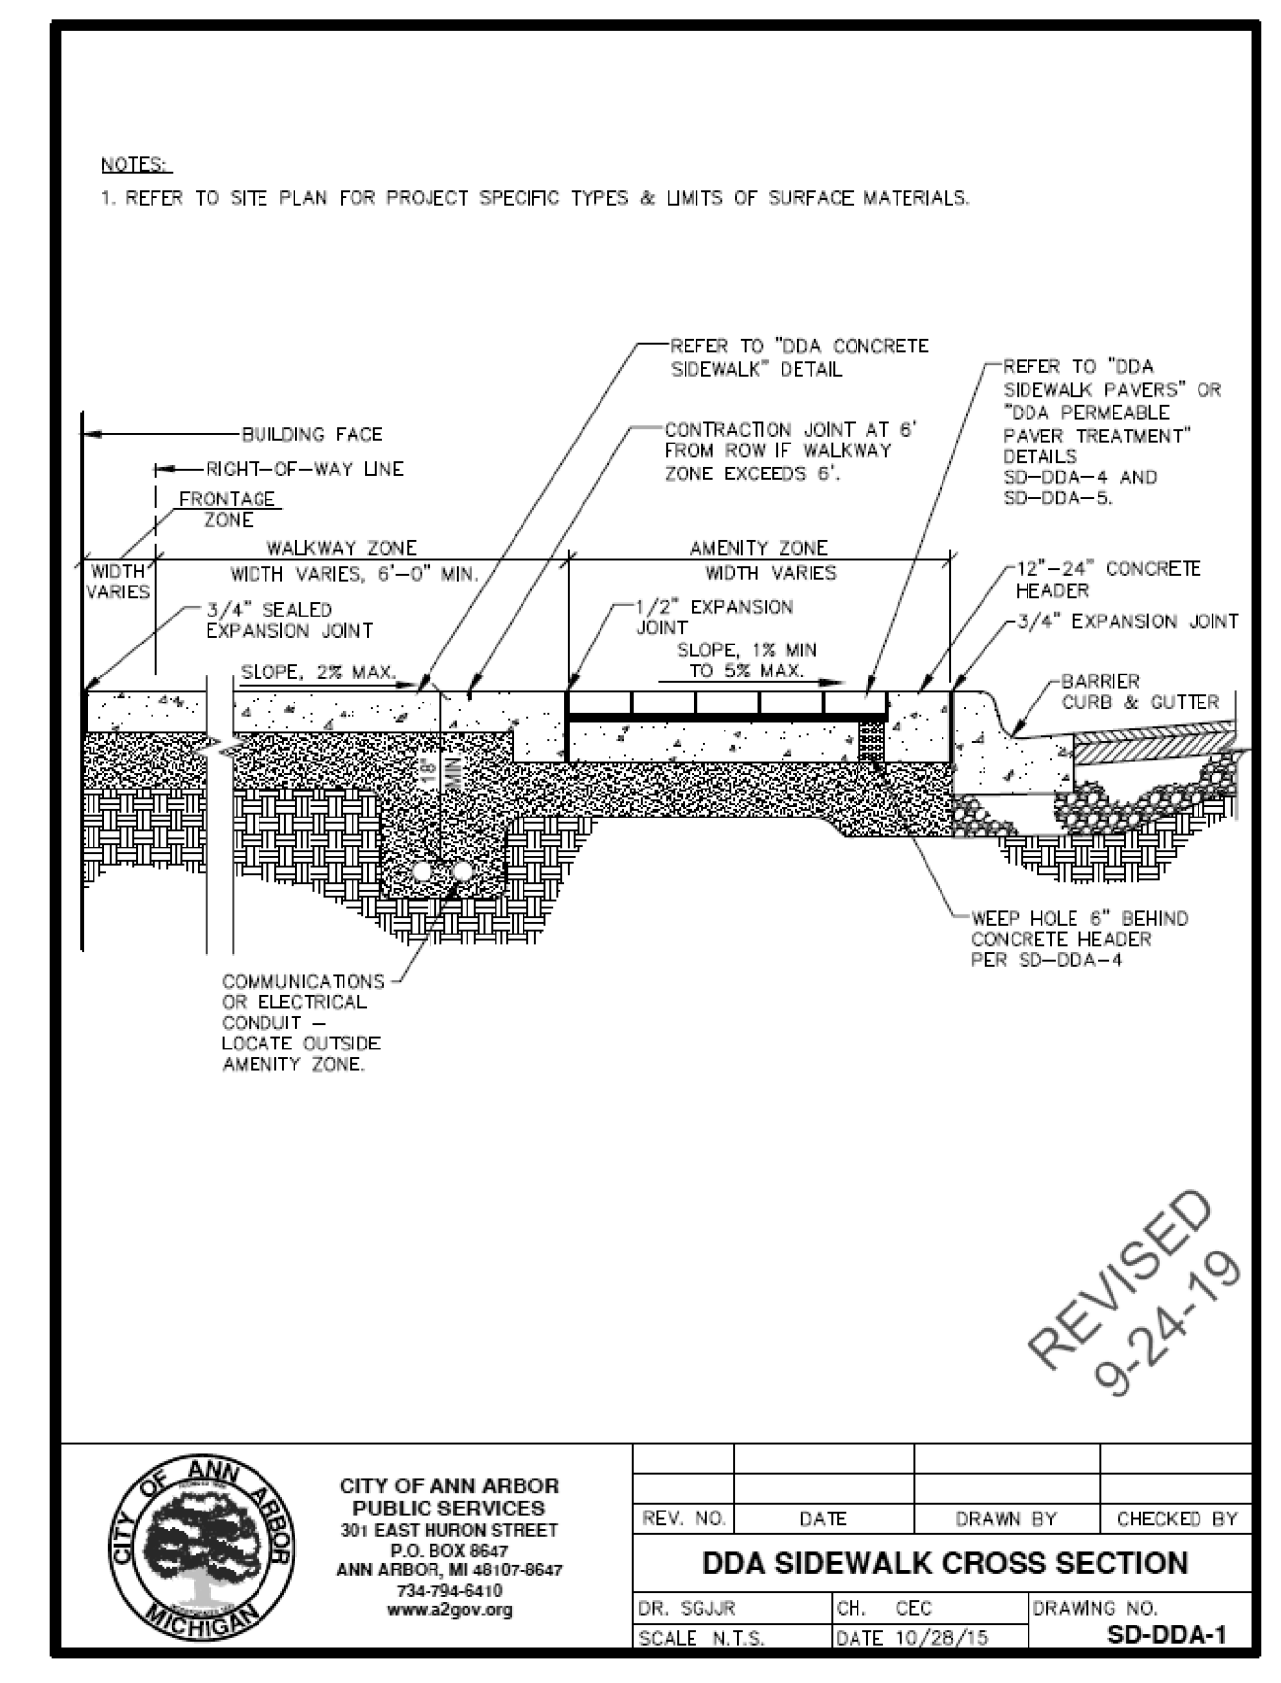 NOTES:
1. REFER TO SITE PLAN FOR PROJECT SPECIFIC TYPES & LIMITS OF SURFACE MATERIALS.
REFER TO "DDA CONCRETE
SIDEWALK" DETAIL
REFER TO "DDA
SIDEWALK PAVERS" OR
"DDA PERMEABLE
PAVER TREATMENT"
DETAILS
SD-DDA-4 AND
SD-DDA-5.
CONTRACTION JOINT AT 6'
FROM ROW IF WALKWAY
ZONE EXCEEDS 6'.
BUILDING FACE
RIGHT-OF-WAY LINE
FRONTAGE
ZONE
WALKWAY ZONE
AMENITY ZONE
WIDTH
VARIES
WIDTH VARIES, 6'-0" MIN.
WIDTH VARIES
12"-24" CONCRETE
HEADER
3/4" SEALED
EXPANSION JOINT
1/2" EXPANSION
JOINT
3/4" EXPANSION JOINT
SLOPE, 2% MAX.
SLOPE, 1% MIN
TO 5% MAX.
BARRIER
CURB & GUTTER
18"
MIN
WEEP HOLE 6" BEHIND
CONCRETE HEADER
PER SD-DDA-4
COMMUNICATIONS
OR ELECTRICAL
CONDUIT –
LOCATE OUTSIDE
AMENITY ZONE.
REVISED
9-24-19
CITY OF ANN ARBOR
MICHIGAN
CITY OF ANN ARBOR
PUBLIC SERVICES
301 EAST HURON STREET
P.O. BOX 8647
ANN ARBOR, MI 48107-8647
734-794-6410
www.a2gov.org
REV. NO. DATE DRAWN BY CHECKED BY
DDA SIDEWALK CROSS SECTION
DR. SGJJR CH. CEC DRAWING NO.
SCALE N.T.S. DATE 10/28/15 SD-DDA-1